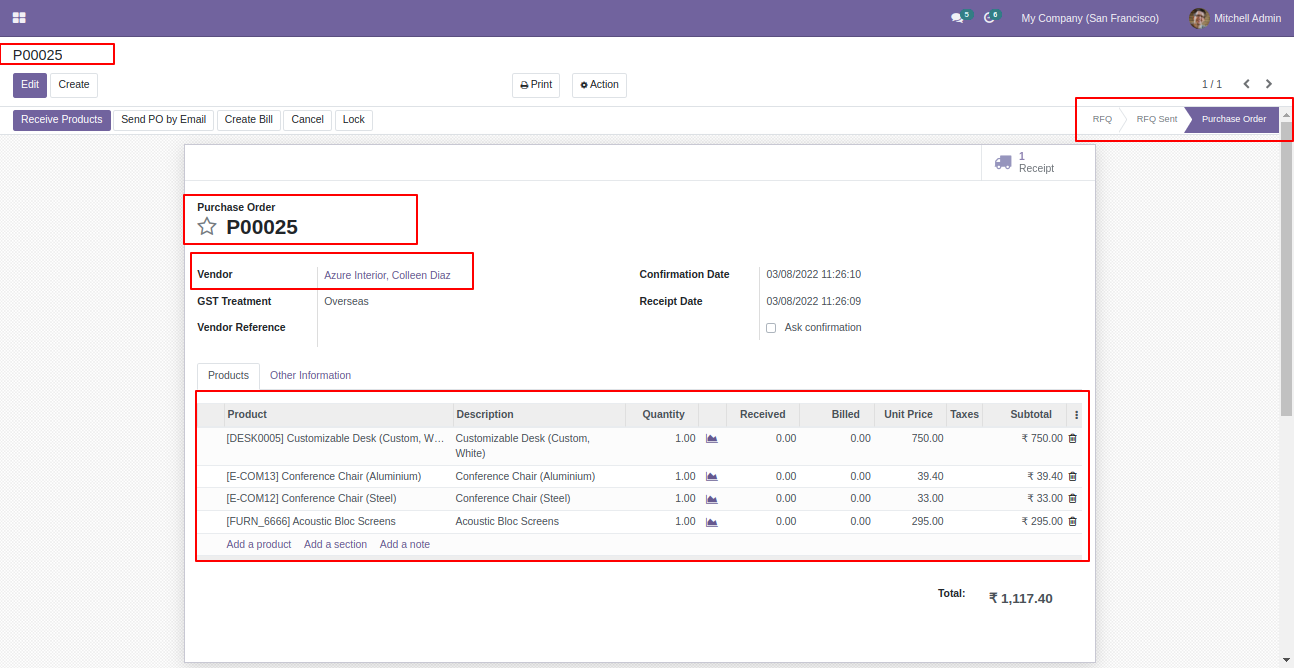 5 6 My Company (San Francisco) Mitchell Admin
P00025
Edit Create Print Action 1 / 1
Receive Products Send PO by Email Create Bill Cancel Lock RFQ RFQ Sent Purchase Order
1
Receipt
Purchase Order
P00025
Vendor Azure Interior, Colleen Diaz Confirmation Date 03/08/2022 11:26:10
GST Treatment Overseas Receipt Date 03/08/2022 11:26:09
Vendor Reference Ask confirmation
Products Other Information
Product Description Quantity Received Billed Unit Price Taxes Subtotal
[DESK0005] Customizable Desk (Custom, W... Customizable Desk (Custom, 1.00 0.00 0.00 750.00 ₹ 750.00
White)
[E-COM13] Conference Chair (Aluminium) Conference Chair (Aluminium) 1.00 0.00 0.00 39.40 ₹ 39.40
[E-COM12] Conference Chair (Steel) Conference Chair (Steel) 1.00 0.00 0.00 33.00 ₹ 33.00
[FURN_6666] Acoustic Bloc Screens Acoustic Bloc Screens 1.00 0.00 0.00 295.00 ₹ 295.00
Add a product Add a section Add a note
Total: ₹ 1,117.40